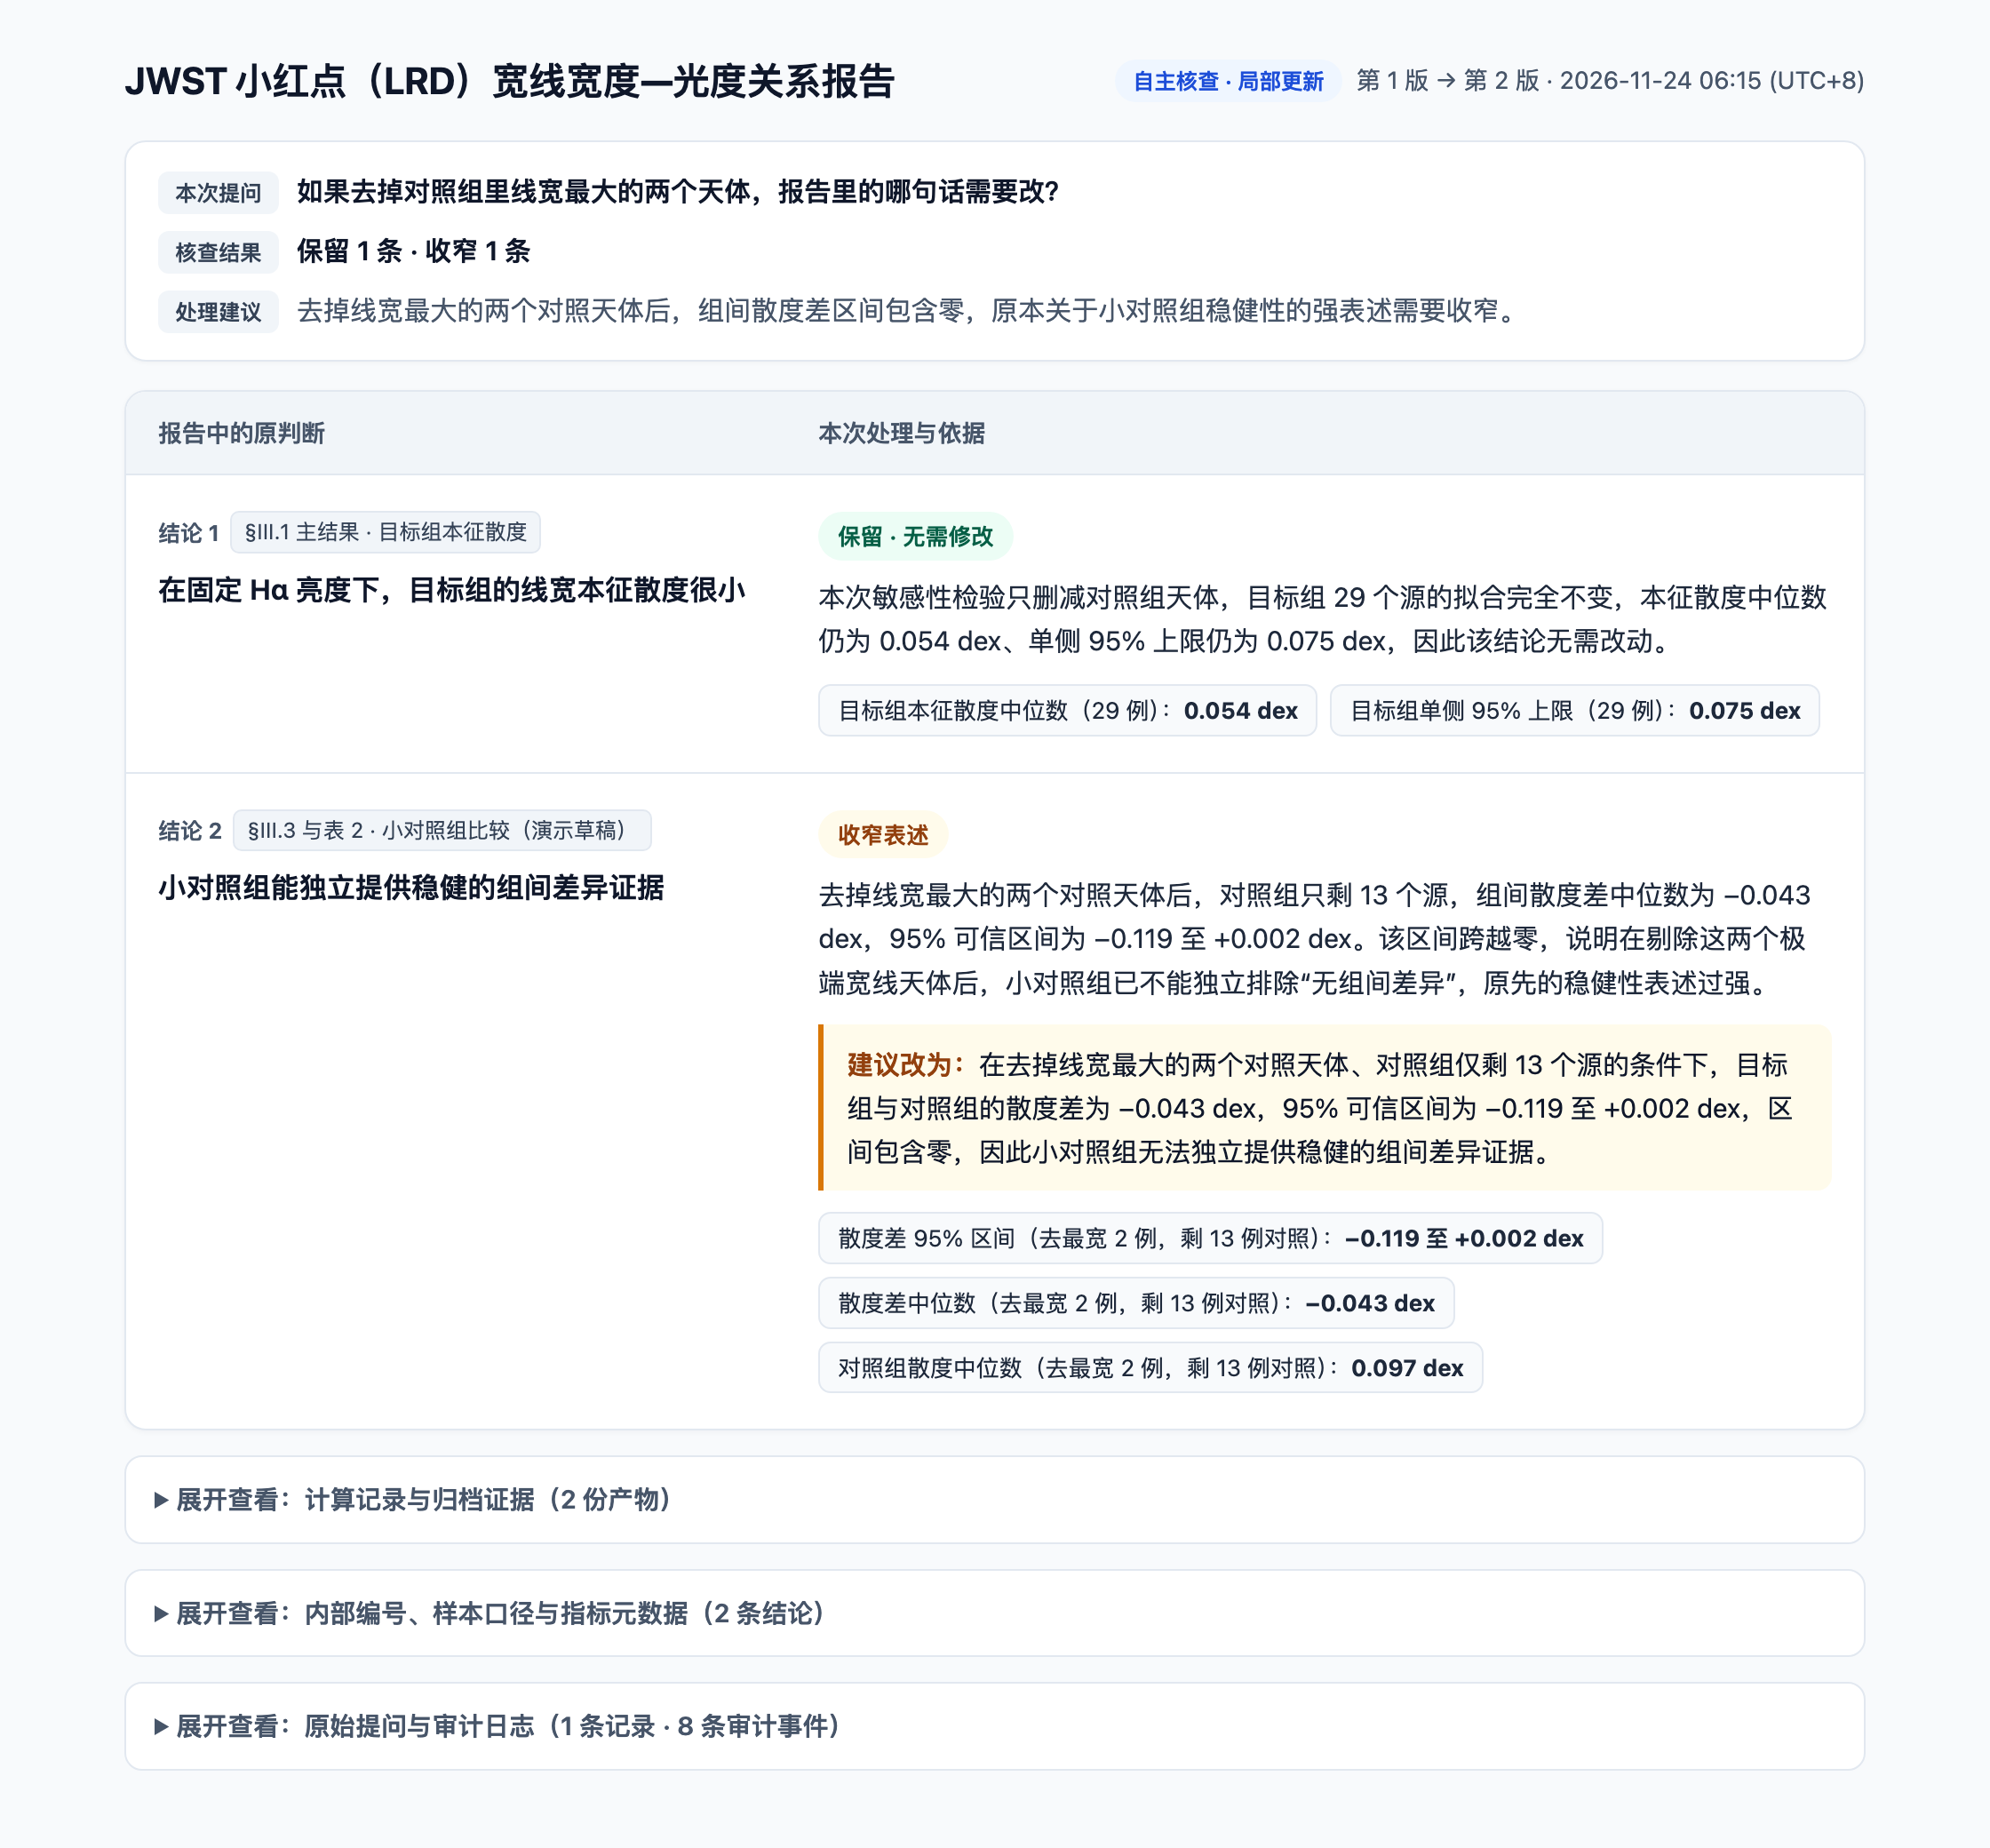 JWST 小红点（LRD）宽线宽度—光度关系报告
自主核查 · 局部更新 第 1 版 → 第 2 版 · 2026-11-24 06:15 (UTC+8)
本次提问 如果去掉对照组里线宽最大的两个天体，报告里的哪句话需要改？
核查结果 保留 1 条 · 收窄 1 条
处理建议 去掉线宽最大的两个对照天体后，组间散度差区间包含零，原本关于小对照组稳健性的强表述需要收窄。
报告中的原判断
本次处理与依据
结论 1 §III.1 主结果 · 目标组本征散度
在固定 Hα 亮度下，目标组的线宽本征散度很小
保留 · 无需修改
本次敏感性检验只删减对照组天体，目标组 29 个源的拟合完全不变，本征散度中位数
仍为 0.054 dex、单侧 95% 上限仍为 0.075 dex，因此该结论无需改动。
目标组本征散度中位数（29 例）：0.054 dex 目标组单侧 95% 上限（29 例）：0.075 dex
结论 2 §III.3 与表 2 · 小对照组比较（演示草稿）
小对照组能独立提供稳健的组间差异证据
收窄表述
去掉线宽最大的两个对照天体后，对照组只剩 13 个源，组间散度差中位数为 −0.043
dex，95% 可信区间为 −0.119 至 +0.002 dex。该区间跨越零，说明在剔除这两个极
端宽线天体后，小对照组已不能独立排除“无组间差异”，原先的稳健性表述过强。
建议改为：在去掉线宽最大的两个对照天体、对照组仅剩 13 个源的条件下，目标
组与对照组的散度差为 −0.043 dex，95% 可信区间为 −0.119 至 +0.002 dex，区
间包含零，因此小对照组无法独立提供稳健的组间差异证据。
散度差 95% 区间（去最宽 2 例，剩 13 例对照）：−0.119 至 +0.002 dex
散度差中位数（去最宽 2 例，剩 13 例对照）：−0.043 dex
对照组散度中位数（去最宽 2 例，剩 13 例对照）：0.097 dex
▶ 展开查看：计算记录与归档证据（2 份产物）
▶ 展开查看：内部编号、样本口径与指标元数据（2 条结论）
▶ 展开查看：原始提问与审计日志（1 条记录 · 8 条审计事件）